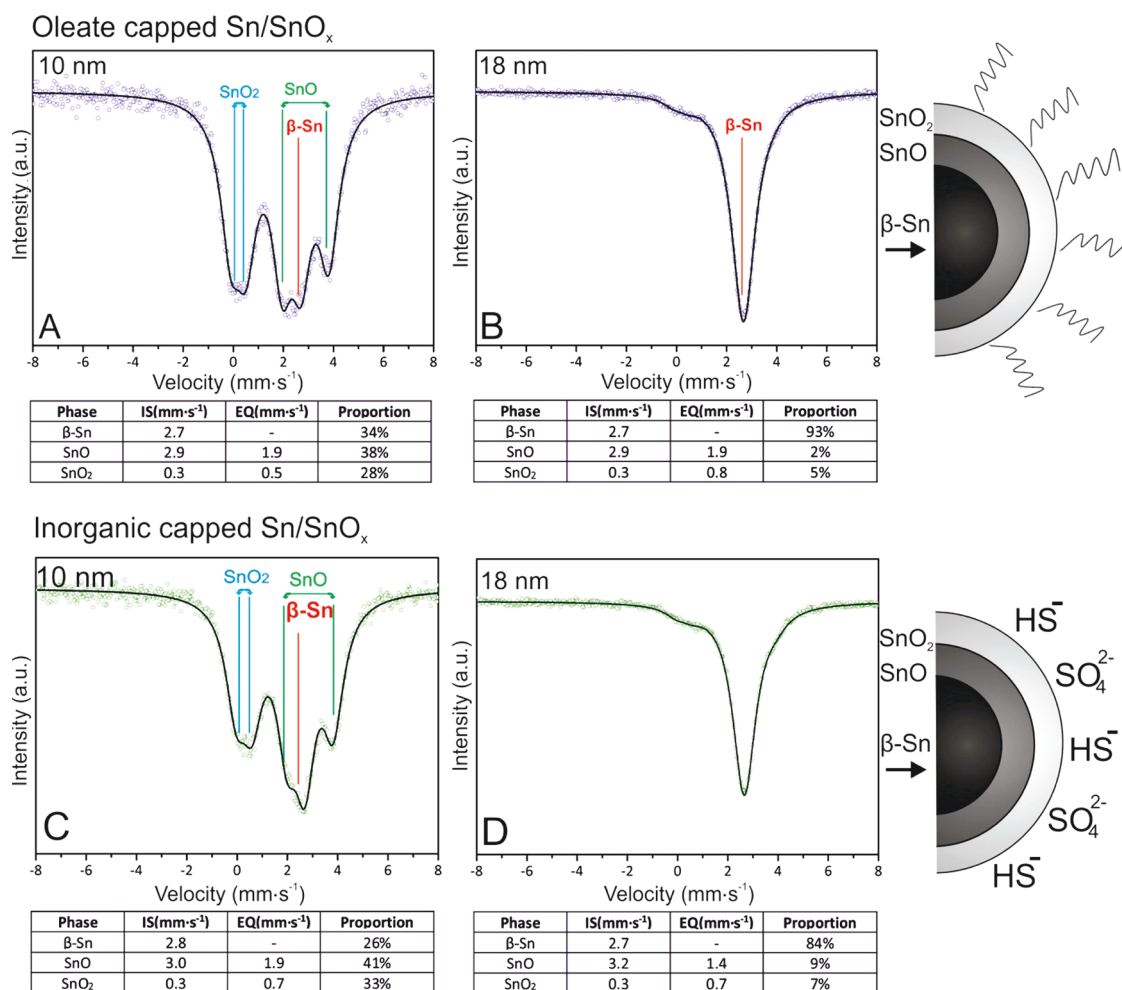 Oleate capped Sn/SnOₓ
10 nm
SnO₂
SnO
β-Sn
A
Intensity (a.u.)
-8 -6 -4 -2 0 2 4 6 8
Velocity (mm·s⁻¹)
Phase IS(mm·s⁻¹) EQ(mm·s⁻¹) Proportion
β-Sn 2.7 - 34%
SnO 2.9 1.9 38%
SnO₂ 0.3 0.5 28%
18 nm
β-Sn
B
Intensity (a.u.)
-8 -6 -4 -2 0 2 4 6 8
Velocity (mm·s⁻¹)
Phase IS(mm·s⁻¹) EQ(mm·s⁻¹) Proportion
β-Sn 2.7 - 93%
SnO 2.9 1.9 2%
SnO₂ 0.3 0.8 5%
SnO₂
SnO
β-Sn
Inorganic capped Sn/SnOₓ
10 nm
SnO₂
SnO
β-Sn
C
Intensity (a.u.)
-8 -6 -4 -2 0 2 4 6 8
Velocity (mm·s⁻¹)
Phase IS(mm·s⁻¹) EQ(mm·s⁻¹) Proportion
β-Sn 2.8 - 26%
SnO 3.0 1.9 41%
SnO₂ 0.3 0.7 33%
18 nm
D
Intensity (a.u.)
-8 -6 -4 -2 0 2 4 6 8
Velocity (mm·s⁻¹)
Phase IS(mm·s⁻¹) EQ(mm·s⁻¹) Proportion
β-Sn 2.7 - 84%
SnO 3.2 1.4 9%
SnO₂ 0.3 0.7 7%
SnO₂
SnO
β-Sn
HS⁻
SO₄²⁻
HS⁻
SO₄²⁻
HS⁻